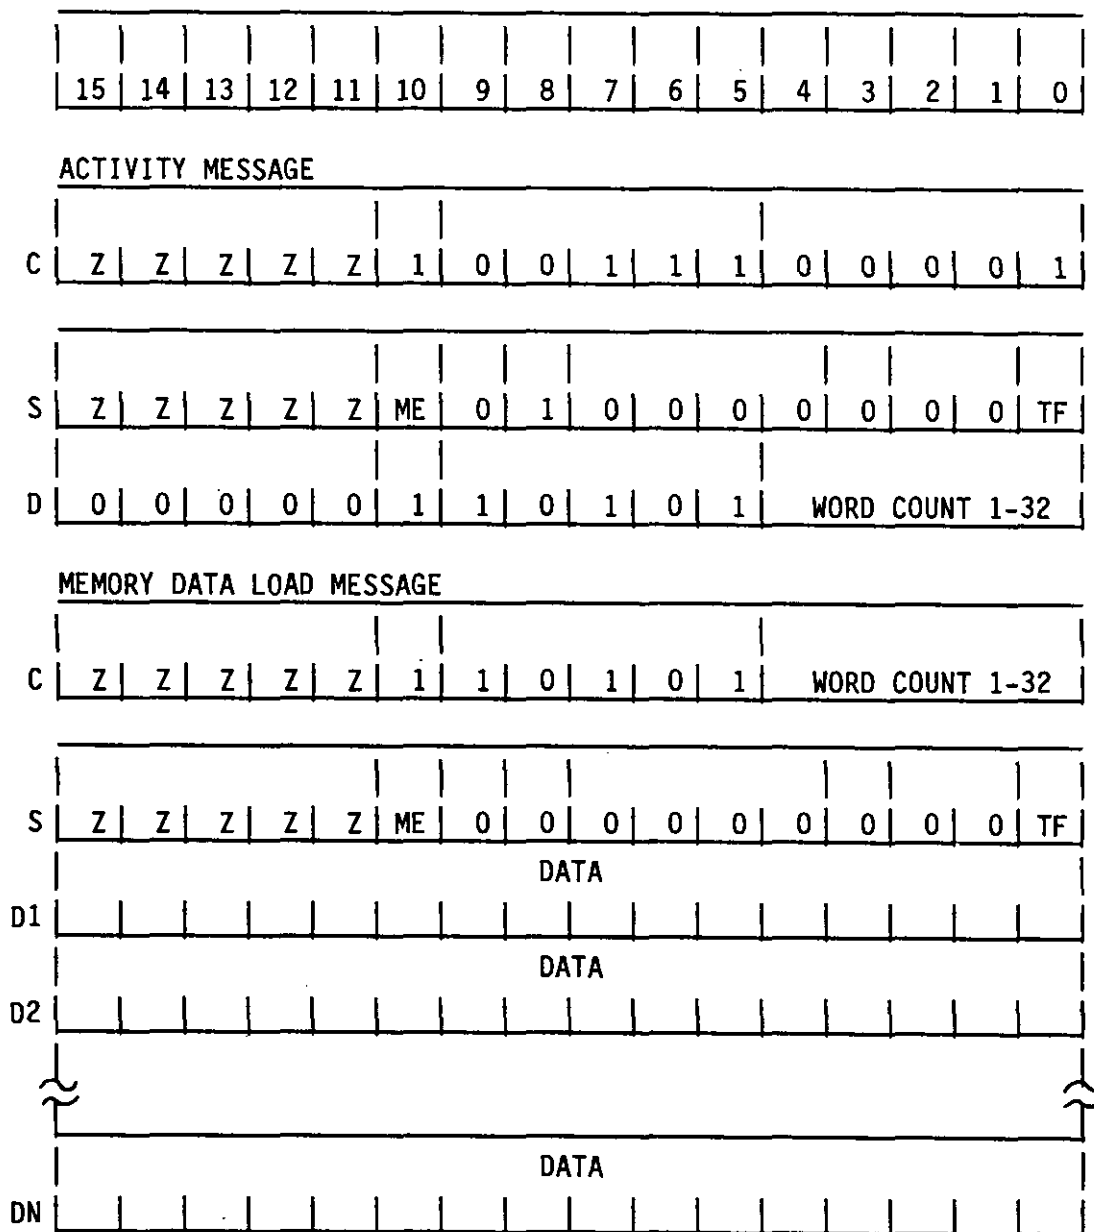 15 14 13 12 11 10 9 8 7 6 5 4 3 2 1 0
ACTIVITY MESSAGE
C Z Z Z Z Z 1 0 0 1 1 1 0 0 0 0 1
S Z Z Z Z Z ME 0 1 0 0 0 0 0 0 0 TF
D 0 0 0 0 0 1 1 0 1 0 1 WORD COUNT 1-32
MEMORY DATA LOAD MESSAGE
C Z Z Z Z Z 1 1 0 1 0 1 WORD COUNT 1-32
S Z Z Z Z Z ME 0 0 0 0 0 0 0 0 0 TF
DATA
D1
DATA
D2
DATA
DN